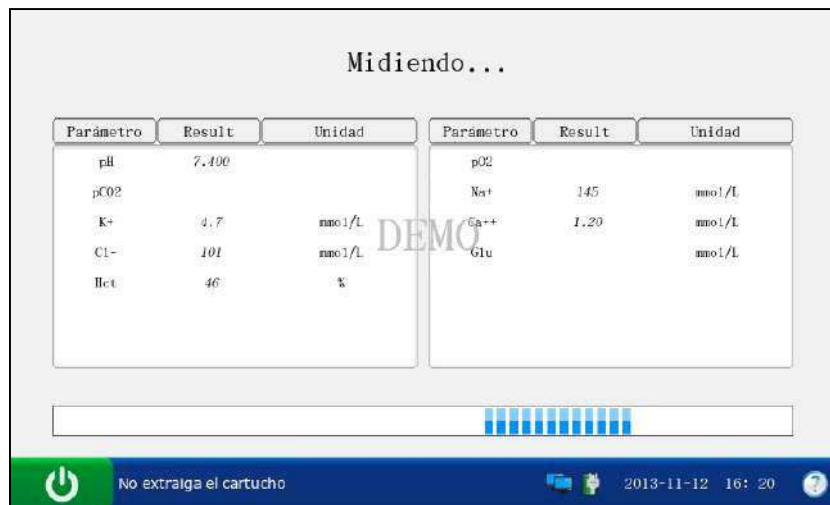 Midiendo...
Parámetro Result Unidad Parámetro Result Unidad
pH 7.400 pO2
pCO2 Na+ 145 mmol/L
K+ 4.7 mmol/L Ca++ 1.20 mmol/L
DEMO
Cl- 101 mmol/L Glu mmol/L
Hct 46 %
No extraiga el cartucho 2013-11-12 16: 20 ?